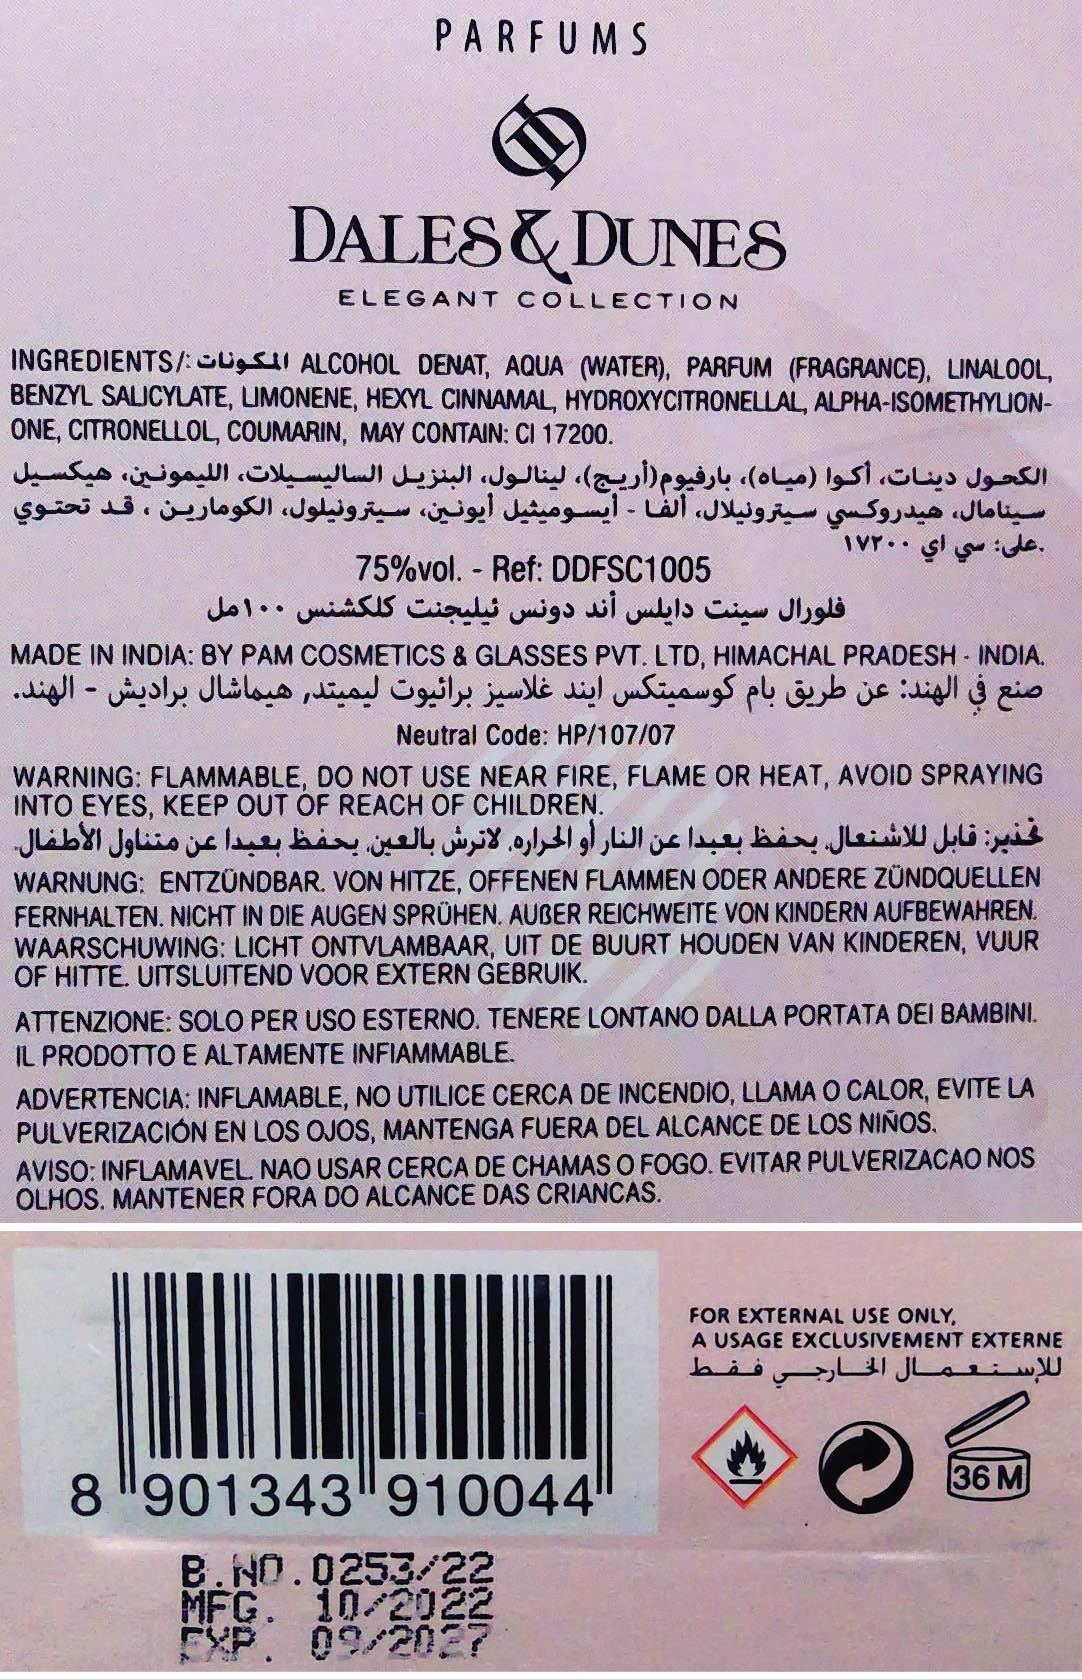 PARFUMS
DALES & DUNES
ELEGANT COLLECTION
INGREDIENTS/المكونات: ALCOHOL DENAT, AQUA (WATER), PARFUM (FRAGRANCE), LINALOOL,
BENZYL SALICYLATE, LIMONENE, HEXYL CINNAMAL, HYDROXYCITRONELLAL, ALPHA-ISOMETHYLION-
ONE, CITRONELLOL, COUMARIN, MAY CONTAIN: CI 17200.
الكحول دينات، أكوا (مياه)، بارفيوم(أريج)، لينالول، البنزيل الساليسيلات، الليمونين، هيكسيل
سينامال، هيدروكسي سيترونيلال، ألفا - أيسوميثيل أيونين، سيترونيلول، الكومارين ، قد تحتوي
على: سي اي ١٧٢٠٠.
75%vol. - Ref: DDFSC1005
فلورال سينت دايلس أند دونس ئيليجنت كلكشنس ١٠٠مل
MADE IN INDIA: BY PAM COSMETICS & GLASSES PVT. LTD, HIMACHAL PRADESH - INDIA.
صنع في الهند: عن طريق بام كوسميتكس ايند غلاسيز برائيوت ليميتد, هيماشال براديش - الهند.
Neutral Code: HP/107/07
WARNING: FLAMMABLE, DO NOT USE NEAR FIRE, FLAME OR HEAT, AVOID SPRAYING
INTO EYES, KEEP OUT OF REACH OF CHILDREN.
تحذير: قابل للاشتعال. يحفظ بعيدا عن النار أو الحراره. لاترش بالعين. يحفظ بعيدا عن متناول الأطفال.
WARNUNG: ENTZÜNDBAR. VON HITZE, OFFENEN FLAMMEN ODER ANDERE ZÜNDQUELLEN
FERNHALTEN. NICHT IN DIE AUGEN SPRÜHEN. AUßER REICHWEITE VON KINDERN AUFBEWAHREN.
WAARSCHUWING: LICHT ONTVLAMBAAR, UIT DE BUURT HOUDEN VAN KINDEREN, VUUR
OF HITTE. UITSLUITEND VOOR EXTERN GEBRUIK.
ATTENZIONE: SOLO PER USO ESTERNO. TENERE LONTANO DALLA PORTATA DEI BAMBINI.
IL PRODOTTO E ALTAMENTE INFIAMMABLE.
ADVERTENCIA: INFLAMABLE, NO UTILICE CERCA DE INCENDIO, LLAMA O CALOR, EVITE LA
PULVERIZACIÓN EN LOS OJOS, MANTENGA FUERA DEL ALCANCE DE LOS NIÑOS.
AVISO: INFLAMAVEL. NAO USAR CERCA DE CHAMAS O FOGO. EVITAR PULVERIZACAO NOS
OLHOS. MANTENER FORA DO ALCANCE DAS CRIANCAS.
FOR EXTERNAL USE ONLY,
A USAGE EXCLUSIVEMENT EXTERNE
للإستعمال الخارجي فقط
36 M
8 901343 910044
B.NO.0253/22
MFG. 10/2022
EXP. 09/2027